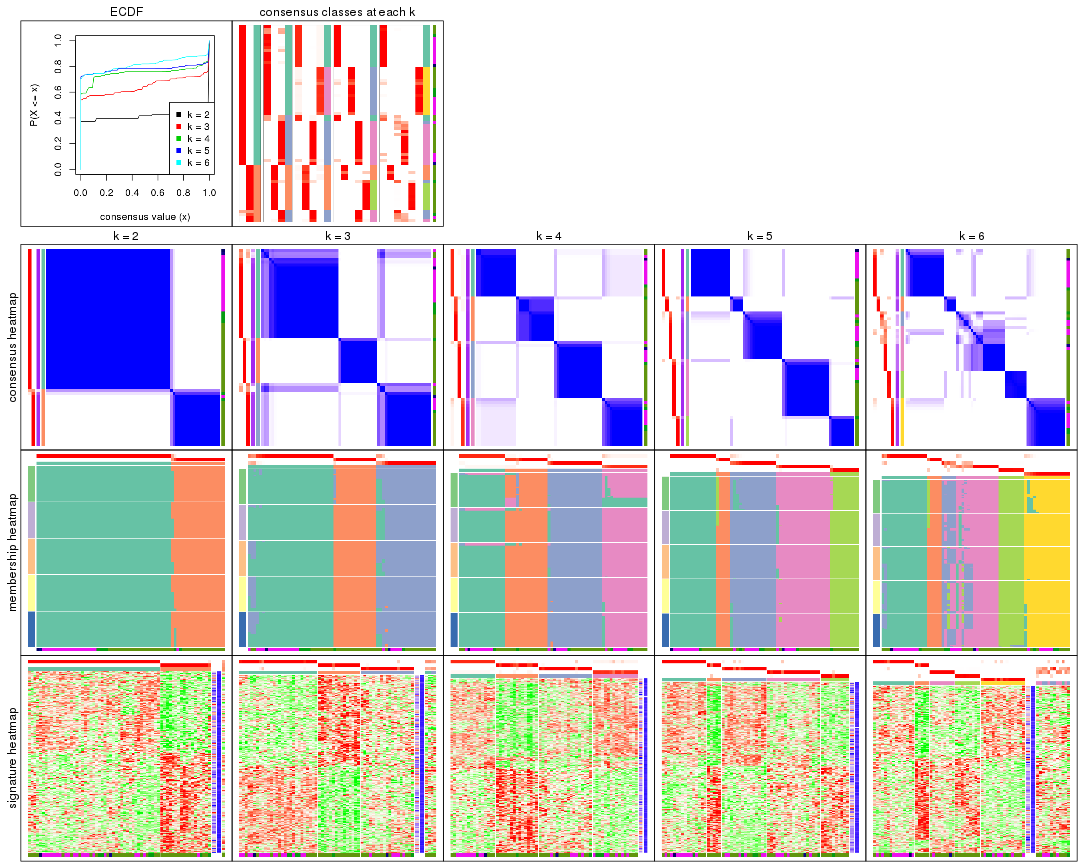 ECDF
consensus classes at each k
P(X <= x)
0.0 0.2 0.4 0.6 0.8 1.0
k = 2
k = 3
k = 4
k = 5
k = 6
0.0 0.2 0.4 0.6 0.8 1.0
consensus value (x)
k = 2
k = 3
k = 4
k = 5
k = 6
consensus heatmap
membership heatmap
signature heatmap